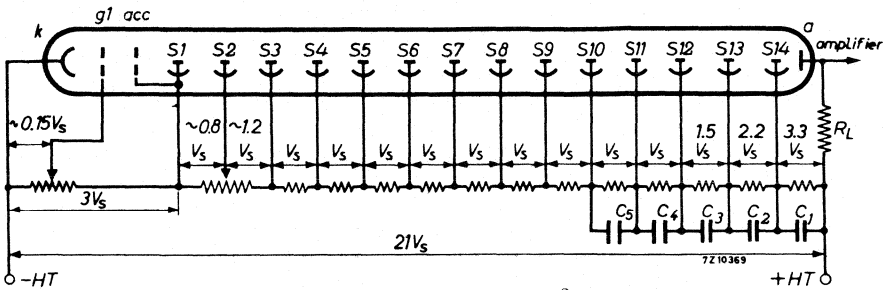 g1 acc
k S1 S2 S3 S4 S5 S6 S7 S8 S9 S10 S11 S12 S13 S14 a amplifier
~0.15Vs ~0.8 ~1.2 1.5 2.2 3.3 RL
Vs Vs Vs Vs Vs Vs Vs Vs Vs Vs Vs Vs Vs Vs
3Vs C5 C4 C3 C2 C1
21Vs 7Z10369
-HT +HT